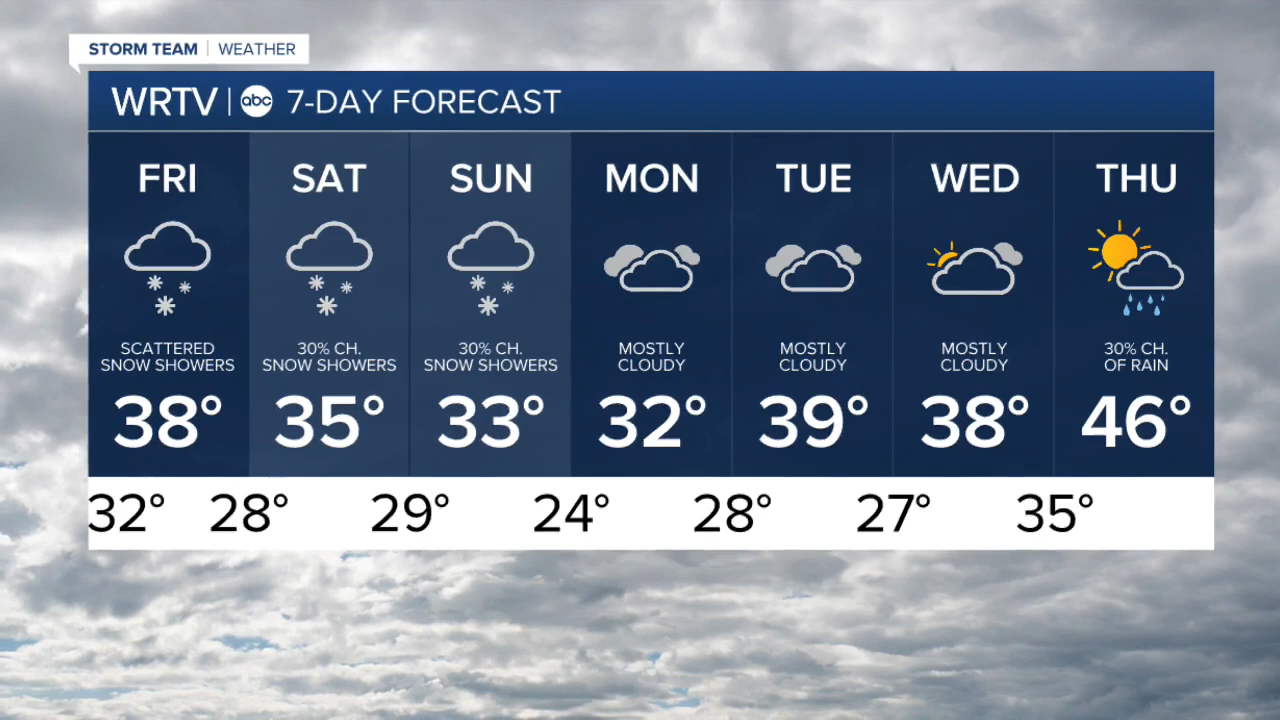 STORM TEAM | WEATHER
WRTV | abc 7-DAY FORECAST
FRI SAT SUN MON TUE WED THU
SCATTERED
SNOW SHOWERS
30% CH.
SNOW SHOWERS
30% CH.
SNOW SHOWERS
MOSTLY
CLOUDY
MOSTLY
CLOUDY
MOSTLY
CLOUDY
30% CH.
OF RAIN
38° 35° 33° 32° 39° 38° 46°
32° 28° 29° 24° 28° 27° 35°